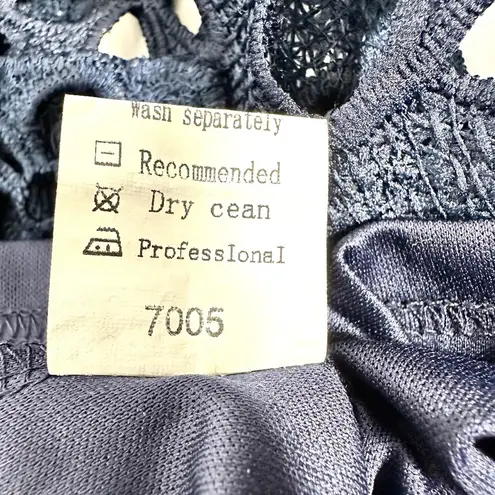 Wash separately
Recommended
Dry cean
Professional
7005